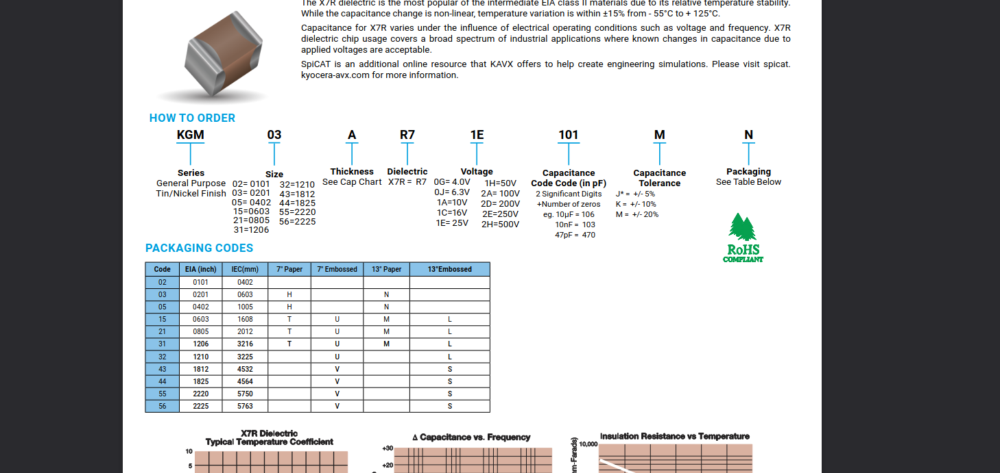 The X7R dielectric is the most popular of the intermediate EIA class II materials due to its relative temperature stability.
While the capacitance change is non-linear, temperature variation is within ±15% from - 55°C to + 125°C.
Capacitance for X7R varies under the influence of electrical operating conditions such as voltage and frequency. X7R
dielectric chip usage covers a broad spectrum of industrial applications where known changes in capacitance due to
applied voltages are acceptable.
SpiCAT is an additional online resource that KAVX offers to help create engineering simulations. Please visit spicat.
kyocera-avx.com for more information.
HOW TO ORDER
KGM 03 A R7 1E 101 M N
Series
General Purpose
Tin/Nickel Finish
Size
02= 0101 32=1210
03= 0201 43=1812
05= 0402 44=1825
15=0603 55=2220
21=0805 56=2225
31=1206
Thickness
See Cap Chart
Dielectric
X7R = R7
Voltage
0G= 4.0V 1H=50V
0J= 6.3V 2A= 100V
1A=10V 2D= 200V
1C=16V 2E=250V
1E= 25V 2H=500V
Capacitance
Code Code (in pF)
2 Significant Digits
+Number of zeros
eg. 10µF = 106
10nF = 103
47pF = 470
Capacitance
Tolerance
J* = +/- 5%
K = +/- 10%
M = +/- 20%
Packaging
See Table Below
RoHS
COMPLIANT
PACKAGING CODES
Code EIA (inch) IEC(mm) 7" Paper 7" Embossed 13" Paper 13"Embossed
02 0101 0402
03 0201 0603 H N
05 0402 1005 H N
15 0603 1608 T U M L
21 0805 2012 T U M L
31 1206 3216 T U M L
32 1210 3225 U L
43 1812 4532 V S
44 1825 4564 V S
55 2220 5750 V S
56 2225 5763 V S
X7R Dielectric
Typical Temperature Coefficient
10
5
Δ Capacitance vs. Frequency
+30
+20
Insulation Resistance vs Temperature
10,000
m-Farads)